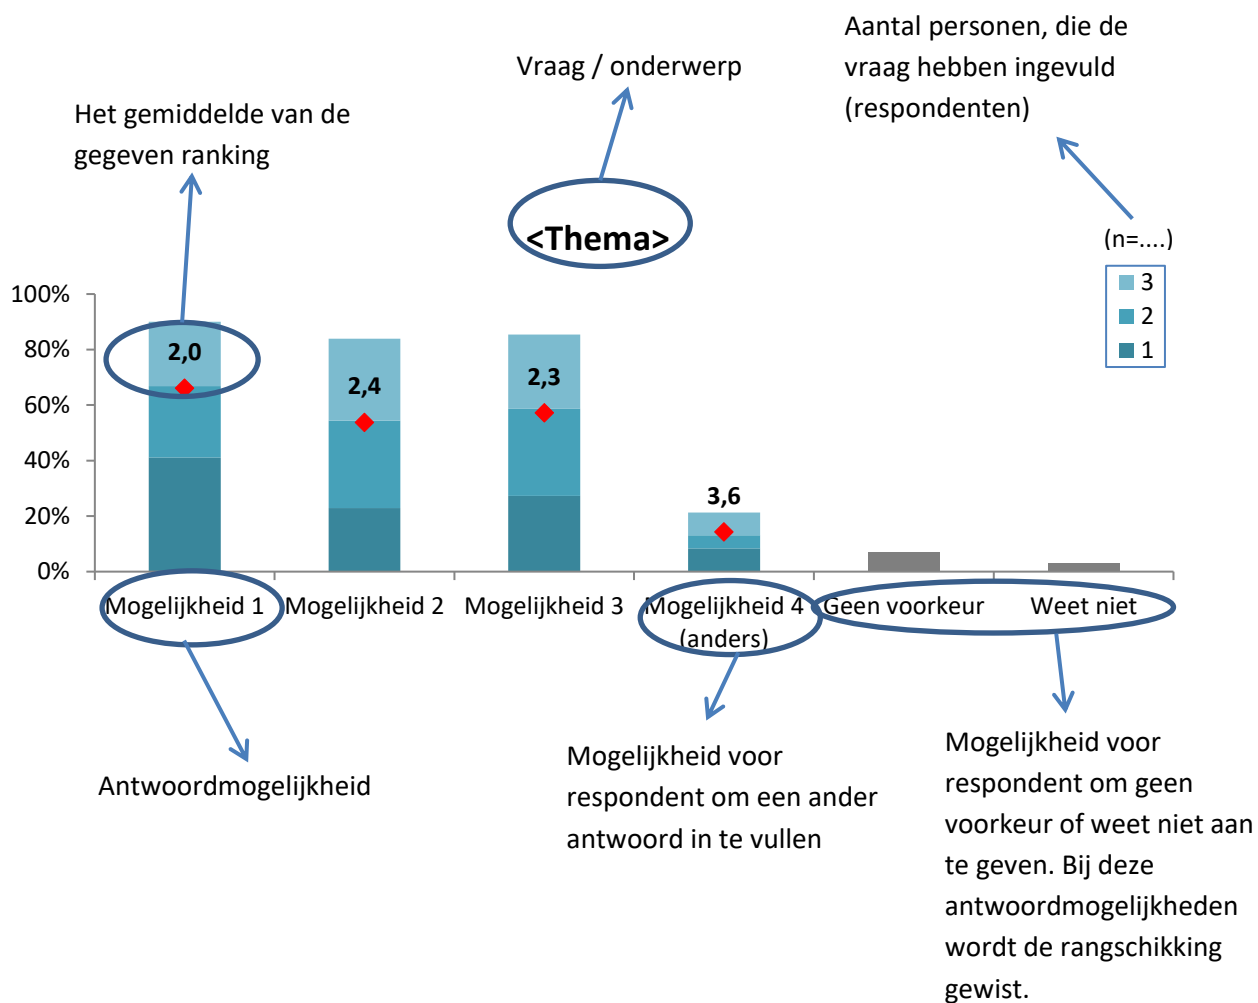 Aantal personen, die de
vraag hebben ingevuld
(respondenten)
Vraag / onderwerp
Het gemiddelde van de
gegeven ranking
<Thema>
(n=....)
3
2
1
100%
80%
60%
40%
20%
0%
2,0
2,4
2,3
3,6
Mogelijkheid 1
Mogelijkheid 2
Mogelijkheid 3
Mogelijkheid 4
(anders)
Geen voorkeur
Weet niet
Antwoordmogelijkheid
Mogelijkheid voor
respondent om een ander
antwoord in te vullen
Mogelijkheid voor
respondent om geen
voorkeur of weet niet aan
te geven. Bij deze
antwoordmogelijkheden
wordt de rangschikking
gewist.